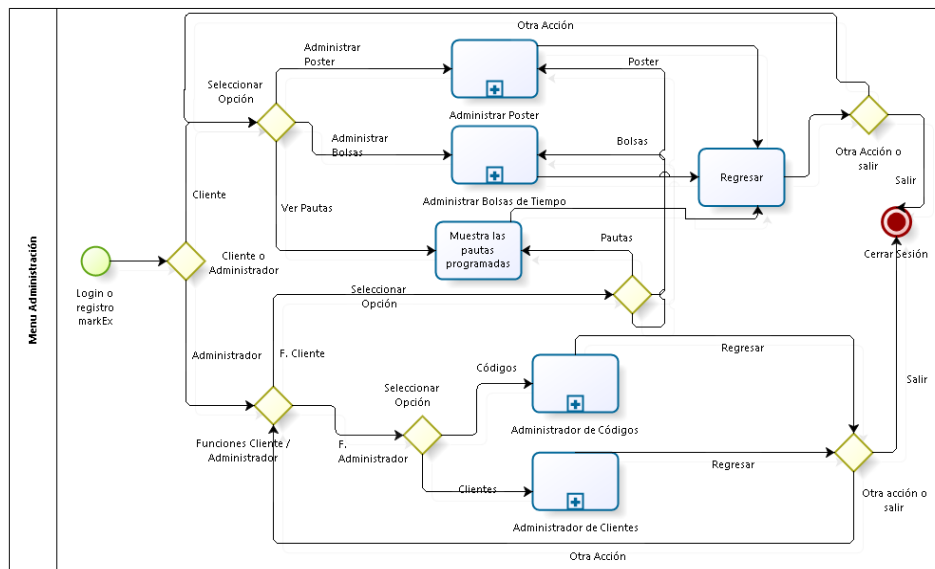 Menu Administración
Otra Acción
Administrar
Poster
Poster
Seleccionar
Opción
Administrar Poster
Otra Acción o
salir
Administrar
Bolsas
Bolsas
Regresar
Salir
Cliente
Administrar Bolsas de Tiempo
Ver Pautas
Muestra las
pautas
programadas
Pautas
Cerrar Sesión
Cliente o
Administrador
Login o
registro
markEx
Seleccionar
Opción
Administrador
F. Cliente
Regresar
Códigos
Seleccionar
Opción
Salir
Administrador de Códigos
Funciones Cliente /
Administrador
F.
Administrador
Regresar
Clientes
Otra acción o
salir
Administrador de Clientes
Otra Acción